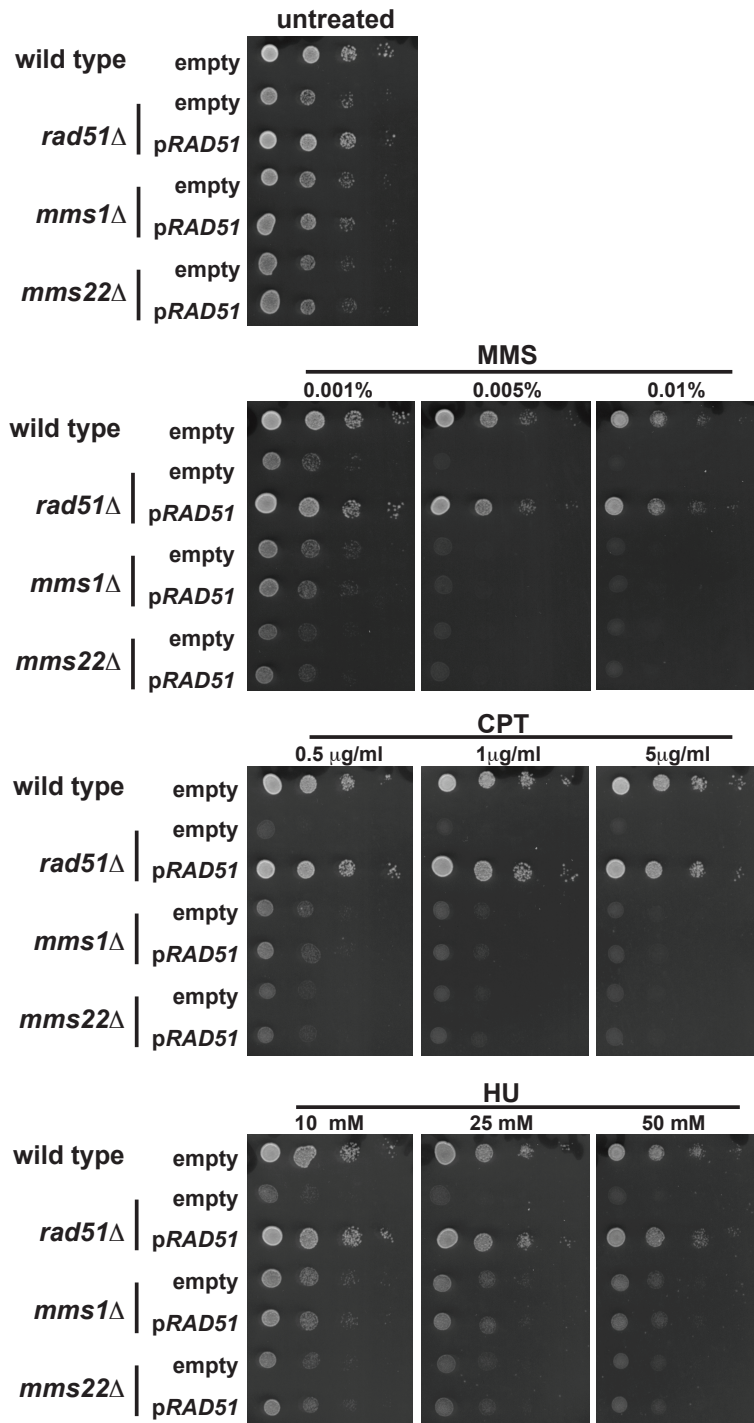 untreated
wild type empty
empty
rad51Δ
pRAD51
empty
mms1Δ
pRAD51
empty
mms22Δ
pRAD51
MMS
0.001% 0.005% 0.01%
wild type empty
empty
rad51Δ
pRAD51
empty
mms1Δ
pRAD51
empty
mms22Δ
pRAD51
CPT
0.5 μg/ml 1μg/ml 5μg/ml
wild type empty
empty
rad51Δ
pRAD51
empty
mms1Δ
pRAD51
empty
mms22Δ
pRAD51
HU
10 mM 25 mM 50 mM
wild type empty
empty
rad51Δ
pRAD51
empty
mms1Δ
pRAD51
empty
mms22Δ
pRAD51